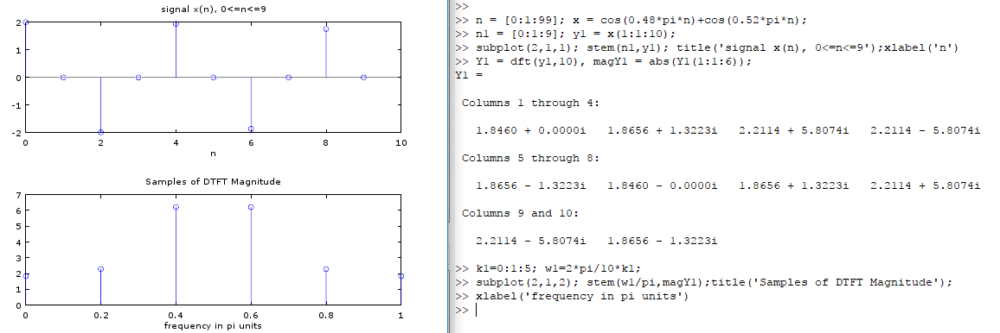 signal x(n), 0<=n<=9
2
1
0
-1
-2
0 2 4 6 8 10
n
Samples of DTFT Magnitude
7
6
5
4
3
2
1
0
0 0.2 0.4 0.6 0.8 1
frequency in pi units
>>
>> n = [0:1:99]; x = cos(0.48*pi*n)+cos(0.52*pi*n);
>> n1 = [0:1:9]; y1 = x(1:1:10);
>> subplot(2,1,1); stem(n1,y1); title('signal x(n), 0<=n<=9');xlabel('n')
>> Y1 = dft(y1,10), magY1 = abs(Y1(1:1:6));
Y1 =
Columns 1 through 4:
1.8460 + 0.0000i 1.8656 + 1.3223i 2.2114 + 5.8074i 2.2114 - 5.8074i
Columns 5 through 8:
1.8656 - 1.3223i 1.8460 - 0.0000i 1.8656 + 1.3223i 2.2114 + 5.8074i
Columns 9 and 10:
2.2114 - 5.8074i 1.8656 - 1.3223i
>> k1=0:1:5; w1=2*pi/10*k1;
>> subplot(2,1,2); stem(w1/pi,magY1);title('Samples of DTFT Magnitude');
>> xlabel('frequency in pi units')
>>